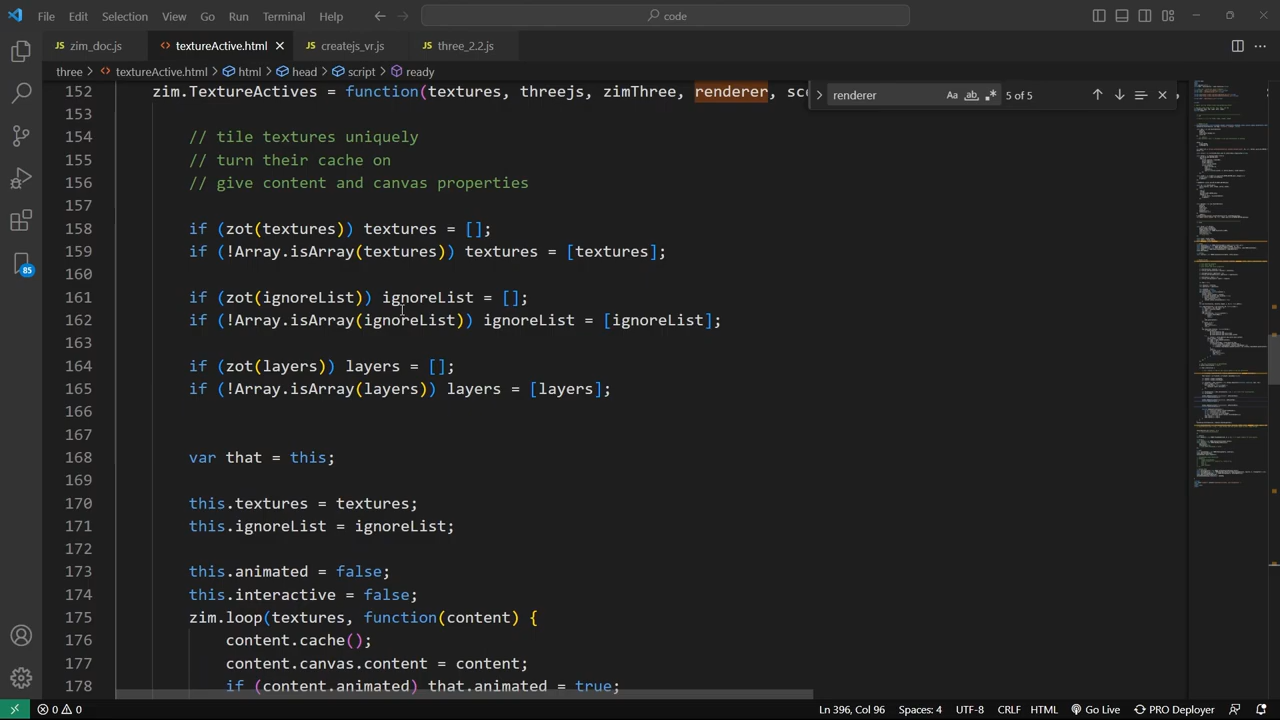 File Edit Selection View Go Run Terminal Help
code
zim_doc.js textureActive.html createjs_vr.js three_2.2.js
three > textureActive.html > html > head > script > ready
152 zim.TextureActives = function(textures, threejs, zimThree, renderer, sc
renderer Aa ab 5 of 5
153
154 // tile textures uniquely
155 // turn their cache on
156 // give content and canvas properties
157
158 if (zot(textures)) textures = [];
159 if (!Array.isArray(textures)) textures = [textures];
160
161 if (zot(ignoreList)) ignoreList = [];
162 if (!Array.isArray(ignoreList)) ignoreList = [ignoreList];
163
164 if (zot(layers)) layers = [];
165 if (!Array.isArray(layers)) layers = [layers];
166
167
168 var that = this;
169
170 this.textures = textures;
171 this.ignoreList = ignoreList;
172
173 this.animated = false;
174 this.interactive = false;
175 zim.loop(textures, function(content) {
176 content.cache();
177 content.canvas.content = content;
178 if (content.animated) that.animated = true;
85
0 0 Ln 396, Col 96 Spaces: 4 UTF-8 CRLF HTML Go Live PRO Deployer